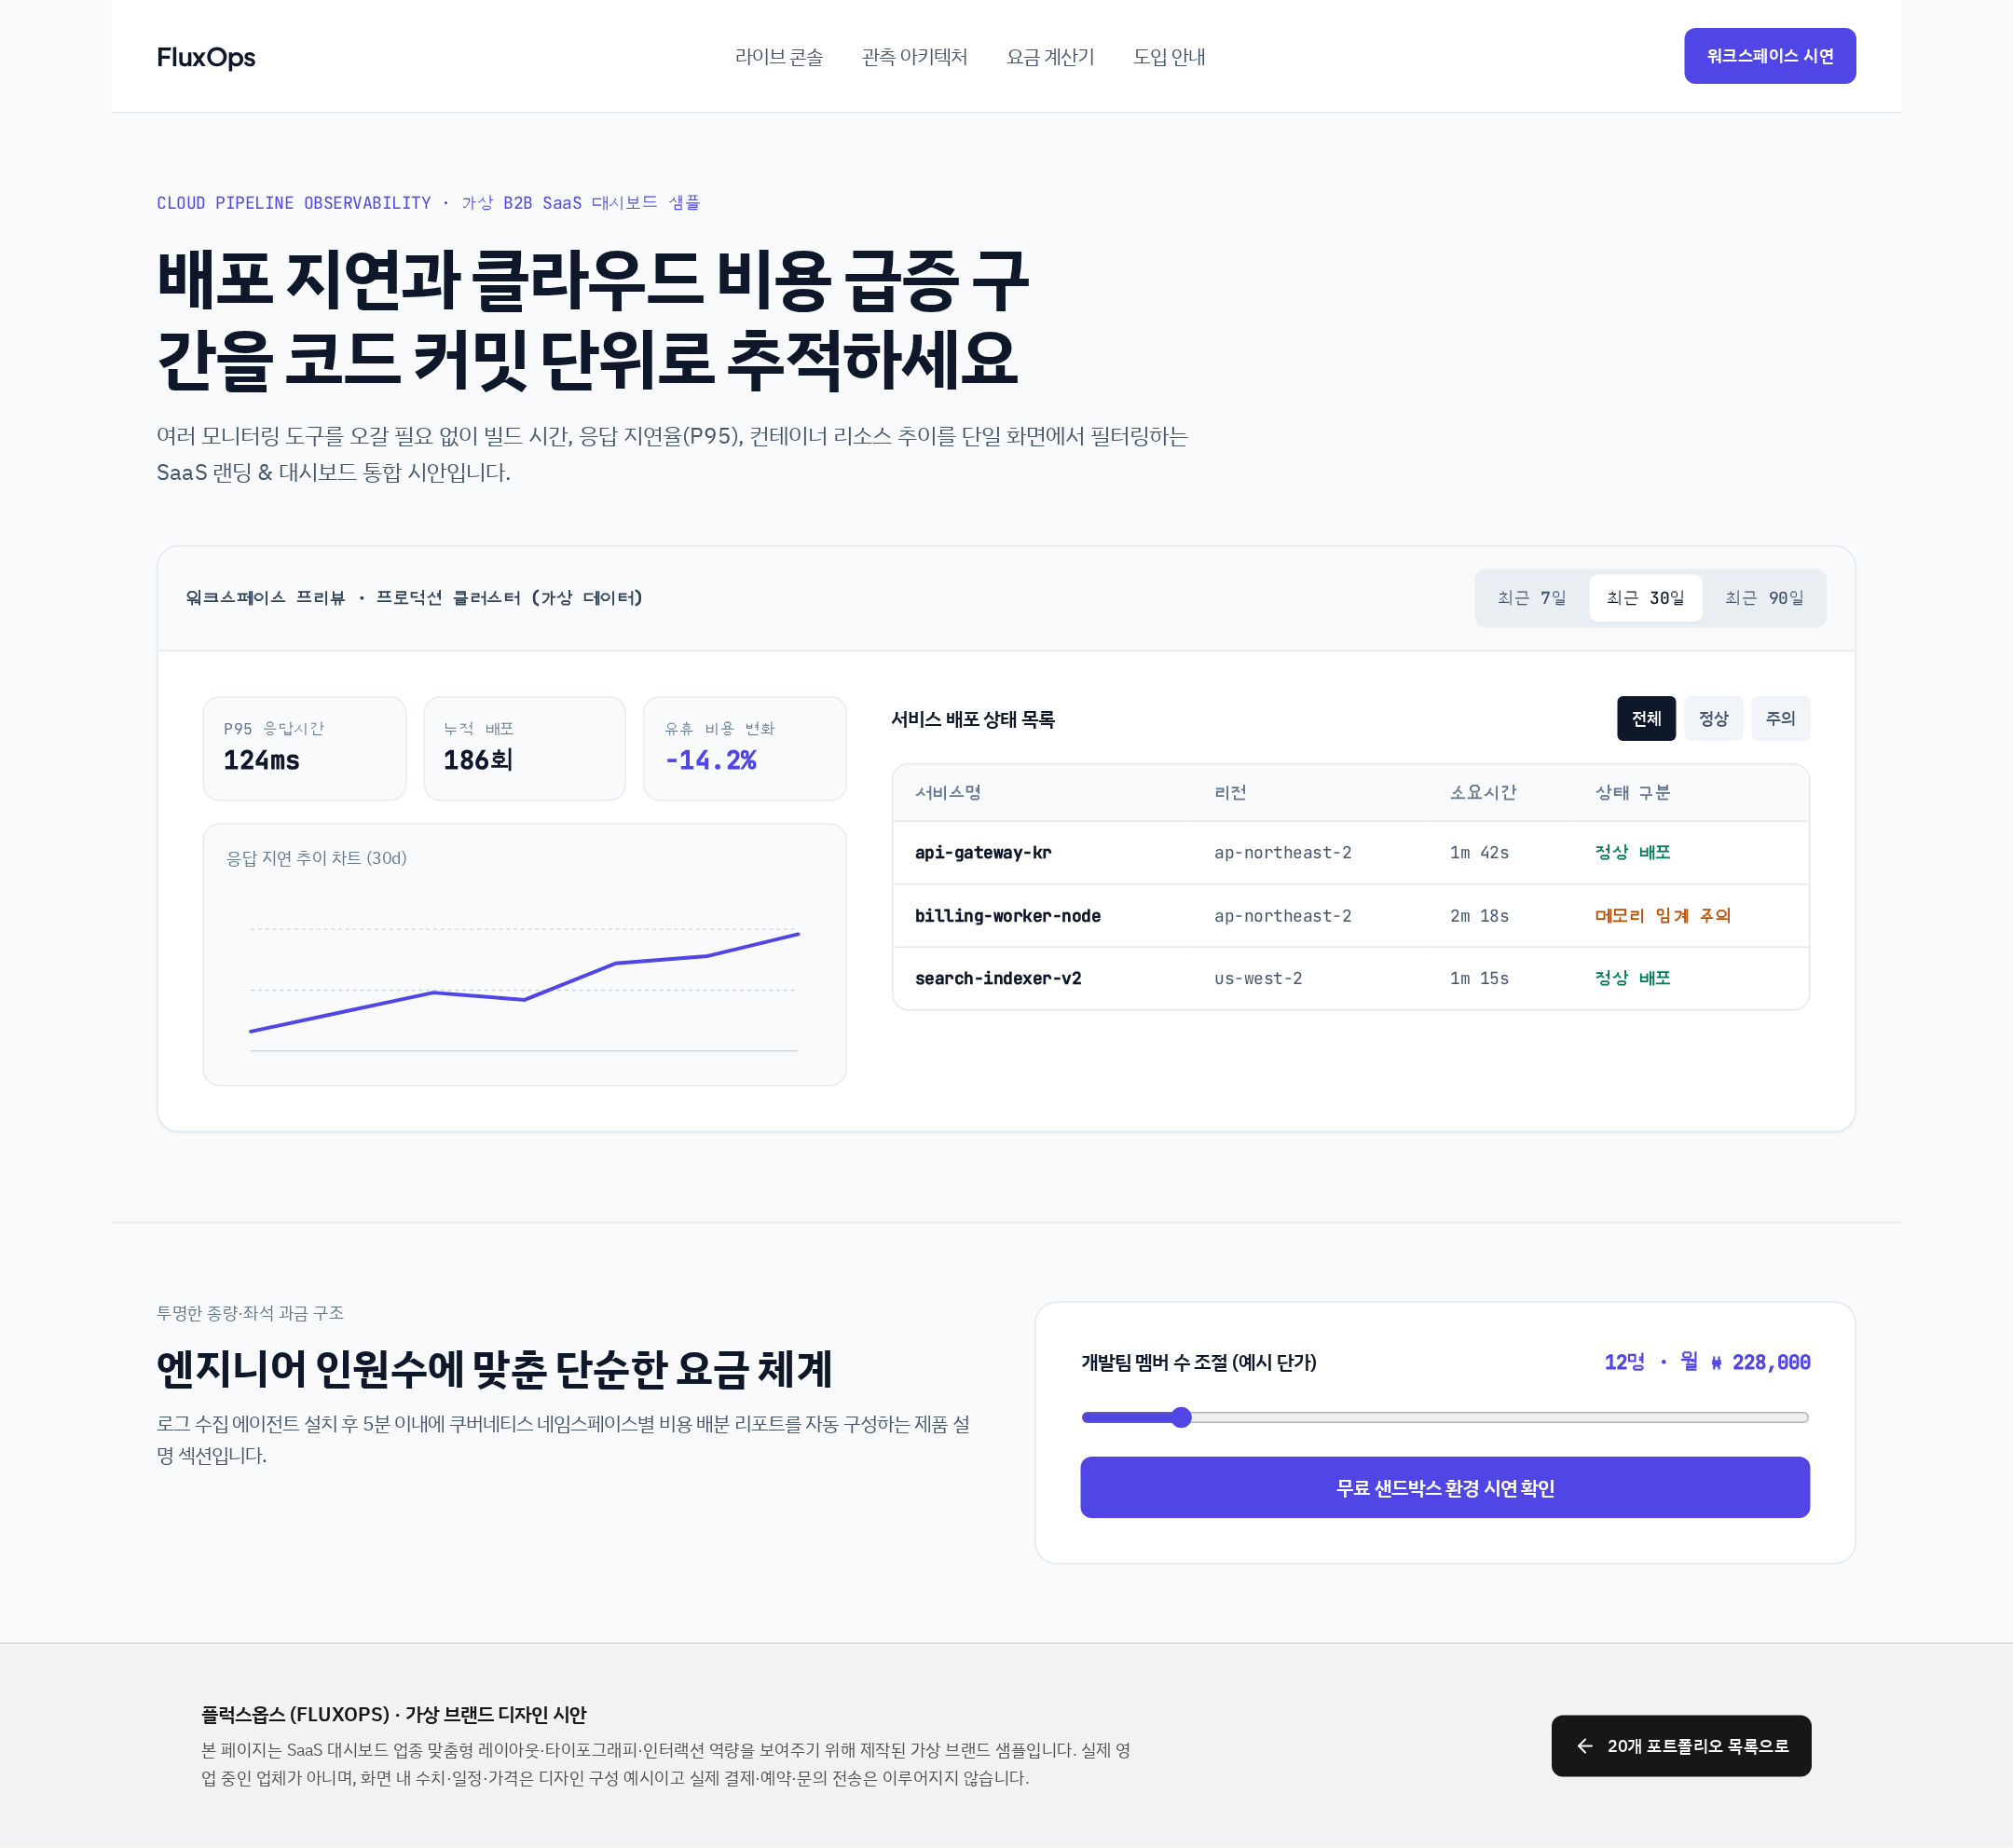 FluxOps
라이브 콘솔
관측 아키텍처
요금 계산기
도입 안내
워크스페이스 시연
CLOUD PIPELINE OBSERVABILITY · 가상 B2B SaaS 대시보드 샘플
배포 지연과 클라우드 비용 급증 구
간을 코드 커밋 단위로 추적하세요
여러 모니터링 도구를 오갈 필요 없이 빌드 시간, 응답 지연율(P95), 컨테이너 리소스 추이를 단일 화면에서 필터링하는
SaaS 랜딩 & 대시보드 통합 시안입니다.
워크스페이스 프리뷰 · 프로덕션 클러스터 (가상 데이터)
최근 7일
최근 30일
최근 90일
P95 응답시간
124ms
누적 배포
186회
유휴 비용 변화
-14.2%
응답 지연 추이 차트 (30d)
서비스 배포 상태 목록
전체
정상
주의
서비스명 리전 소요시간 상태 구분
api-gateway-kr ap-northeast-2 1m 42s 정상 배포
billing-worker-node ap-northeast-2 2m 18s 메모리 임계 주의
search-indexer-v2 us-west-2 1m 15s 정상 배포
투명한 종량·좌석 과금 구조
엔지니어 인원수에 맞춘 단순한 요금 체계
로그 수집 에이전트 설치 후 5분 이내에 쿠버네티스 네임스페이스별 비용 배분 리포트를 자동 구성하는 제품 설
명 섹션입니다.
개발팀 멤버 수 조절 (예시 단가)
12명 · 월 ₩ 228,000
무료 샌드박스 환경 시연 확인
플럭스옵스 (FLUXOPS) · 가상 브랜드 디자인 시안
본 페이지는 SaaS 대시보드 업종 맞춤형 레이아웃·타이포그래피·인터랙션 역량을 보여주기 위해 제작된 가상 브랜드 샘플입니다. 실제 영
업 중인 업체가 아니며, 화면 내 수치·일정·가격은 디자인 구성 예시이고 실제 결제·예약·문의 전송은 이루어지지 않습니다.
← 20개 포트폴리오 목록으로